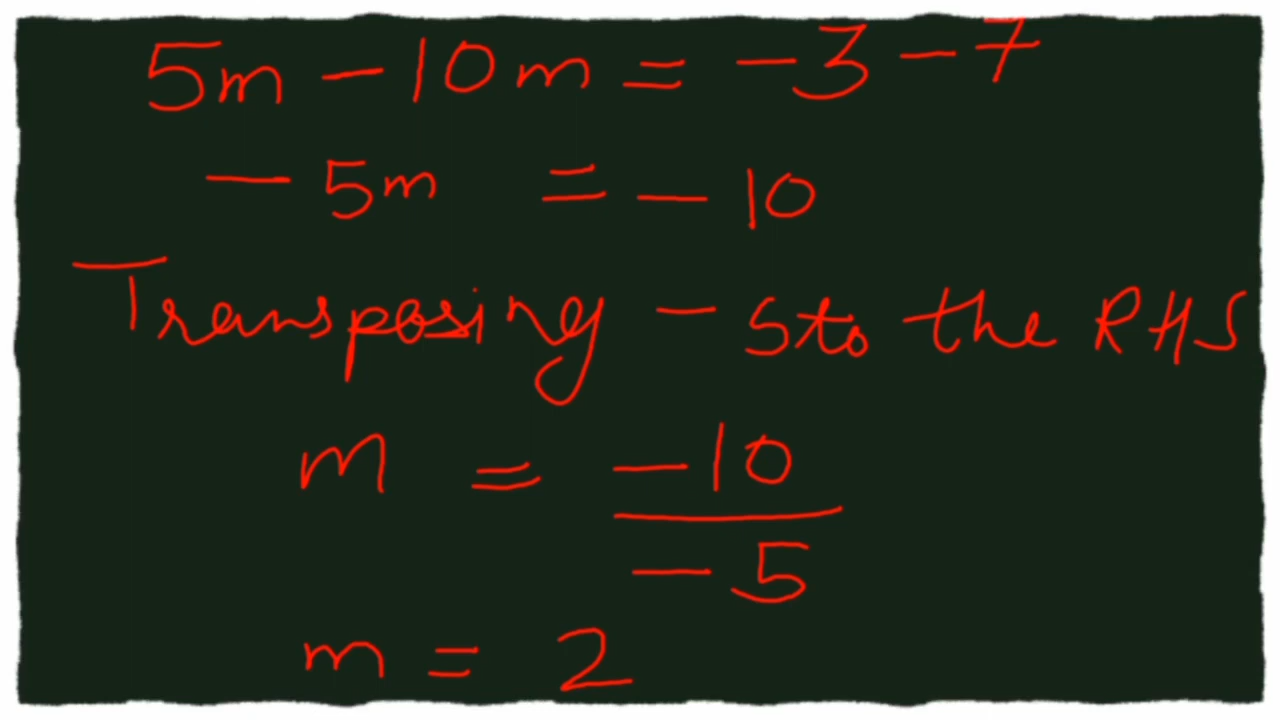 5m - 10m = -3 - 7
- 5m = - 10
Transposing - 5 to the RHS
m = -10
- 5
m = 2